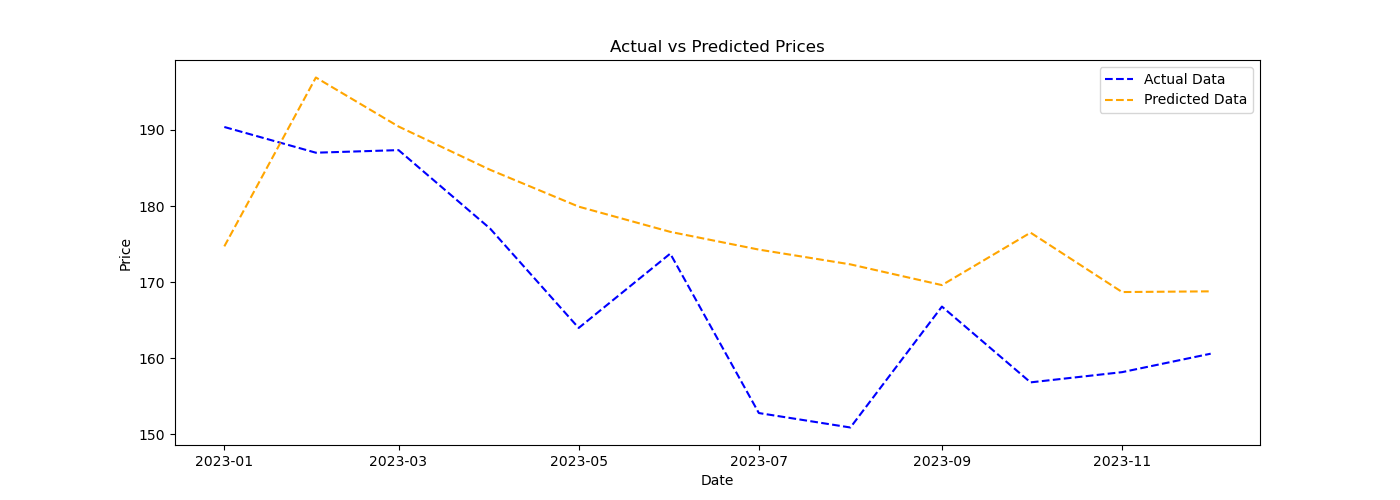 Actual vs Predicted Prices
Actual Data
Predicted Data
Price
190
180
170
160
150
2023-01 2023-03 2023-05 2023-07 2023-09 2023-11
Date